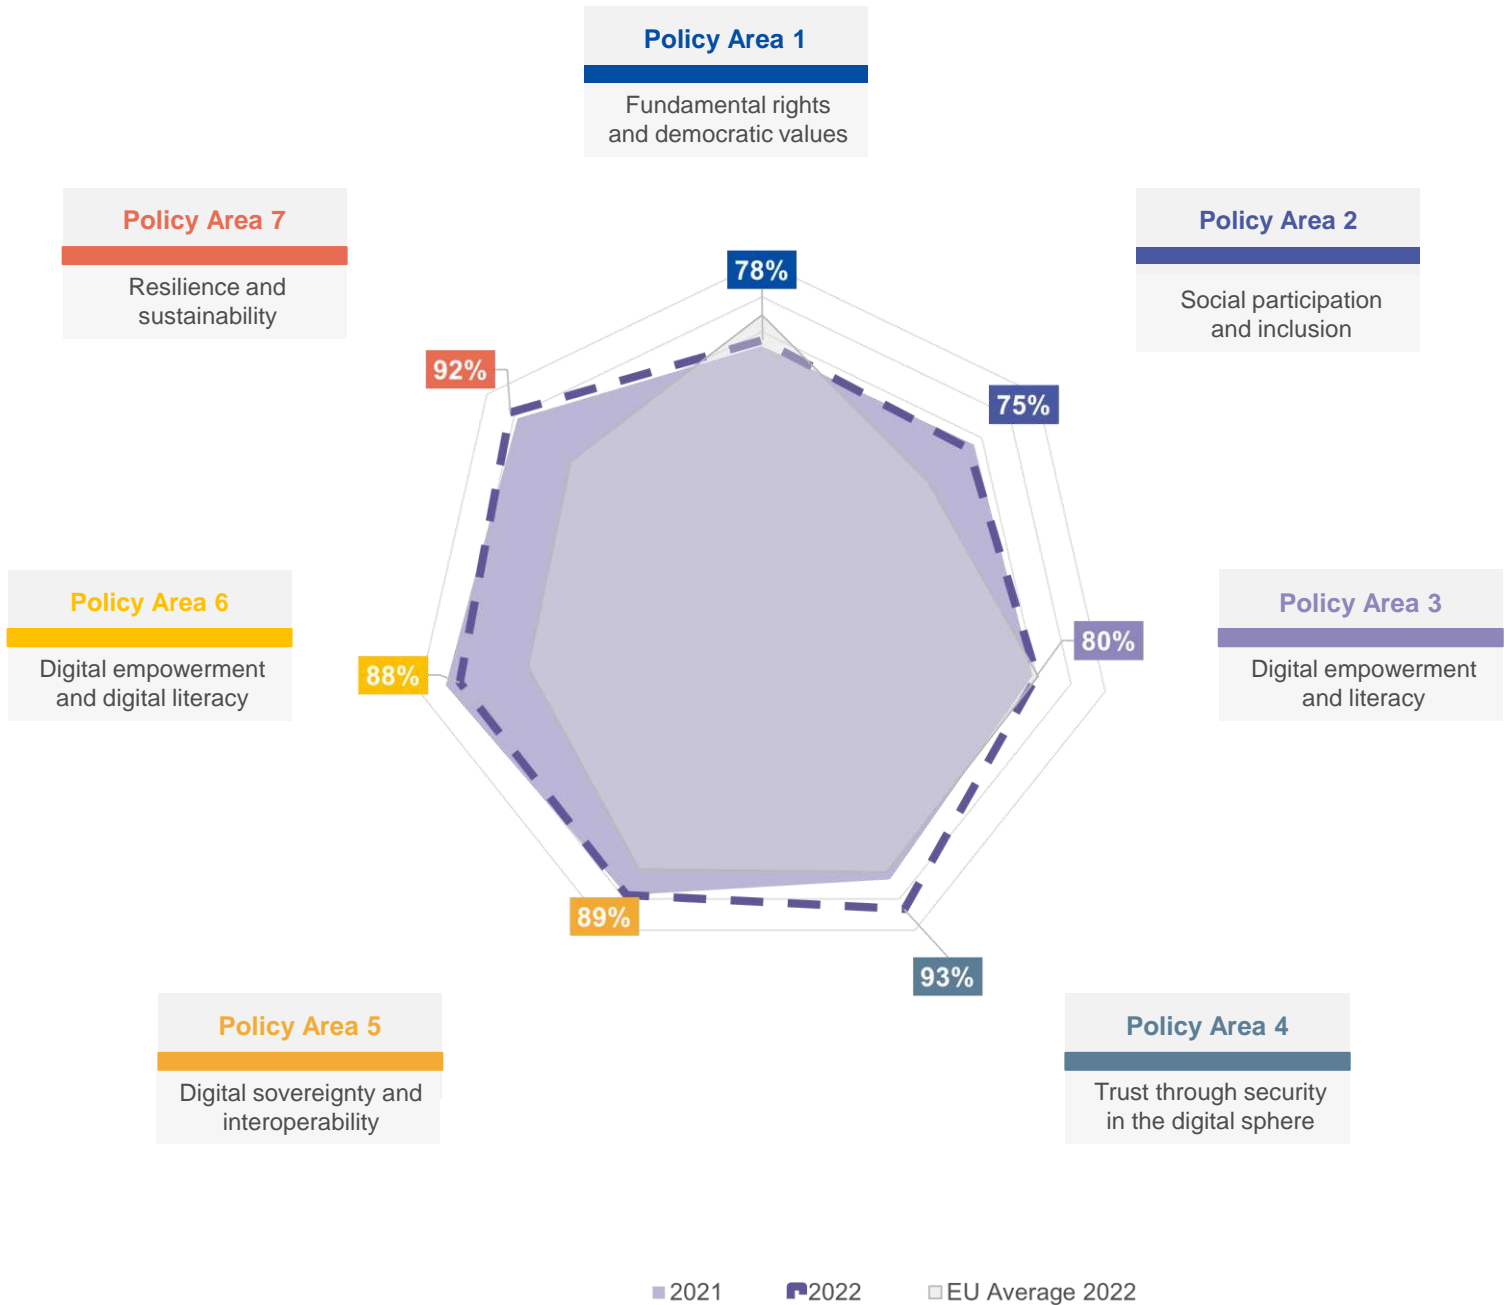 Policy Area 1
Fundamental rights
and democratic values
Policy Area 7
Resilience and
sustainability
Policy Area 2
Social participation
and inclusion
78%
92%
75%
Policy Area 6
Digital empowerment
and digital literacy
88%
80%
Policy Area 3
Digital empowerment
and literacy
89%
93%
Policy Area 5
Digital sovereignty and
interoperability
Policy Area 4
Trust through security
in the digital sphere
2021
2022
EU Average 2022